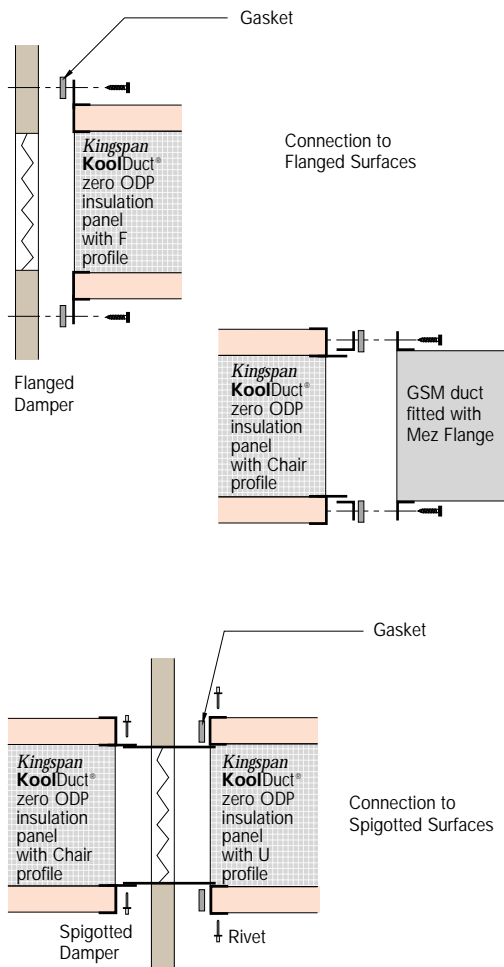 Gasket
Connection to
Flanged Surfaces
Kingspan
KoolDuct®
zero ODP
insulation
panel
with F
profile
Flanged
Damper
Kingspan
KoolDuct®
zero ODP
insulation
panel
with Chair
profile
GSM duct
fitted with
Mez Flange
Gasket
Kingspan
KoolDuct®
zero ODP
insulation
panel
with Chair
profile
Kingspan
KoolDuct®
zero ODP
insulation
panel
with U
profile
Connection to
Spigotted Surfaces
Spigotted
Damper
Rivet